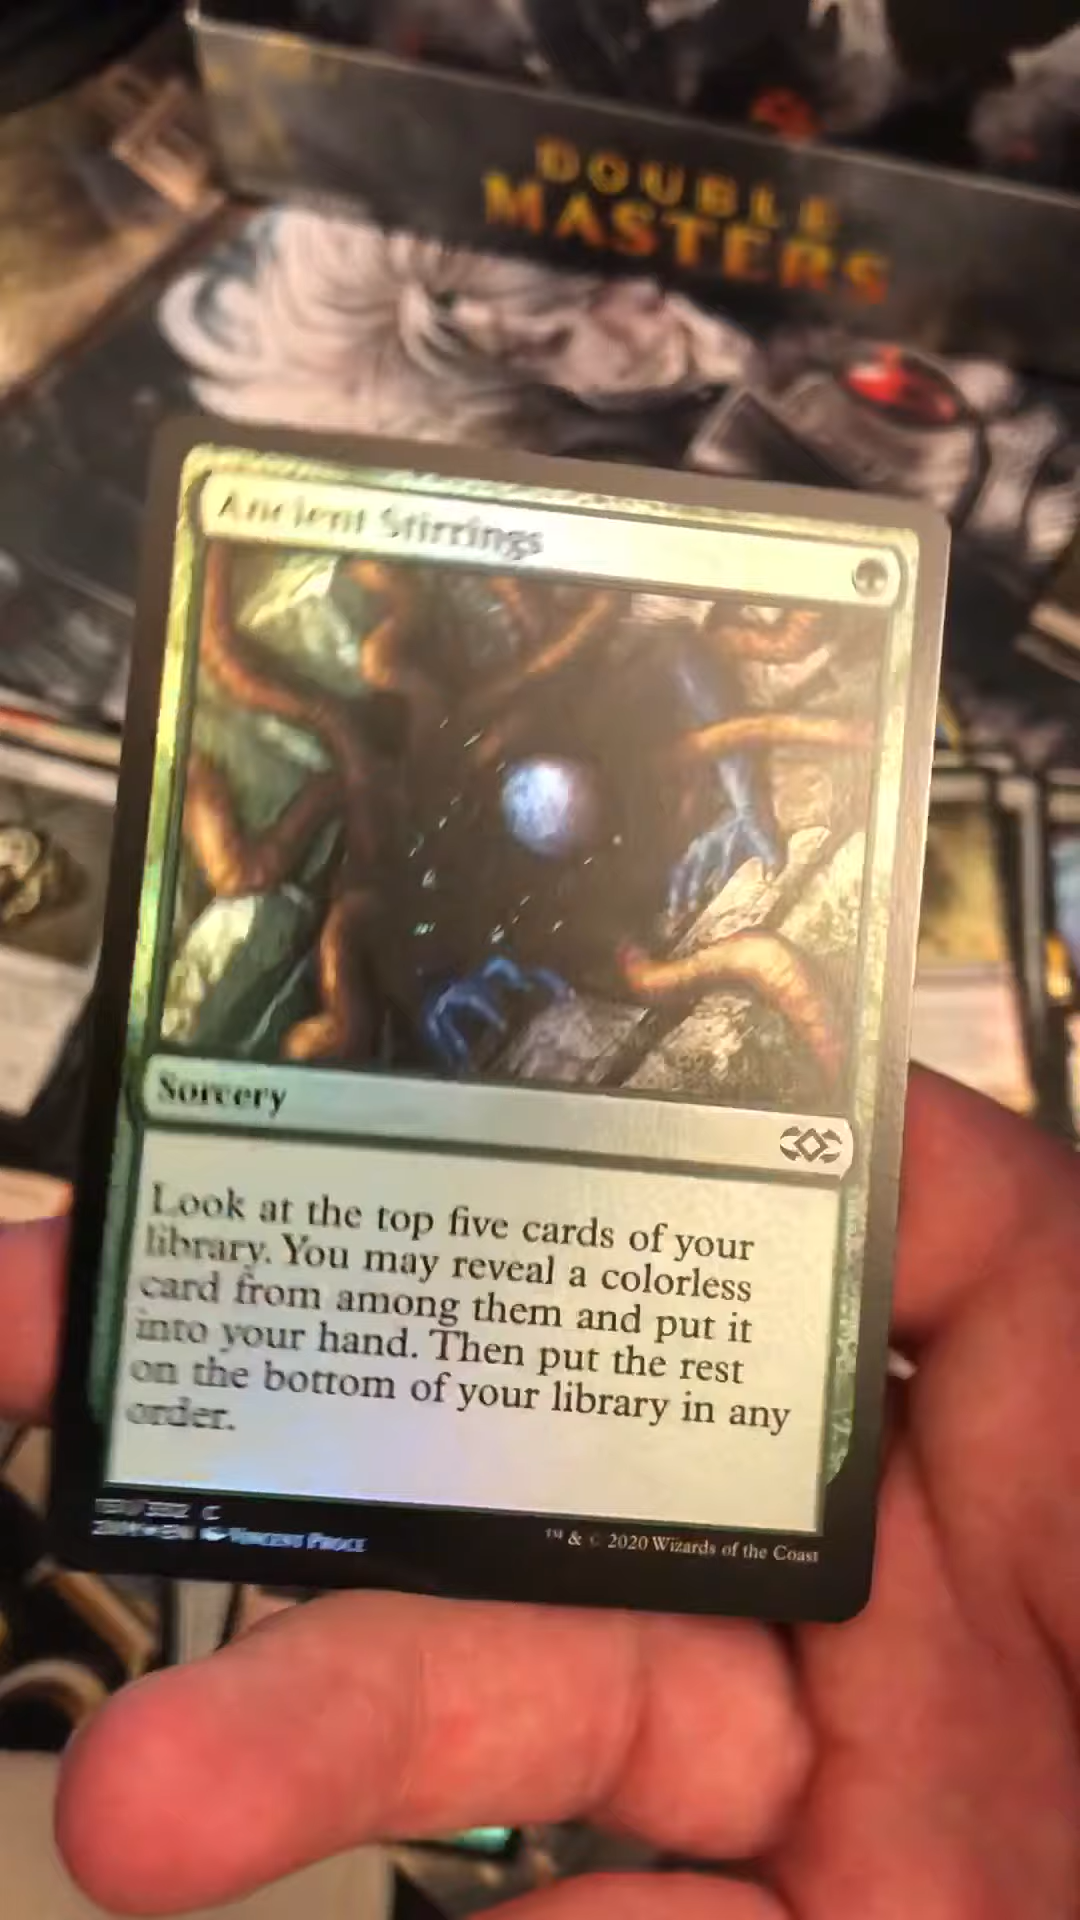 DOUBLE
MASTERS
Ancient Stirrings
Sorcery
Look at the top five cards of your
library. You may reveal a colorless
card from among them and put it
into your hand. Then put the rest
on the bottom of your library in any
order.
C
Vincent Proce
™ & © 2020 Wizards of the Coast